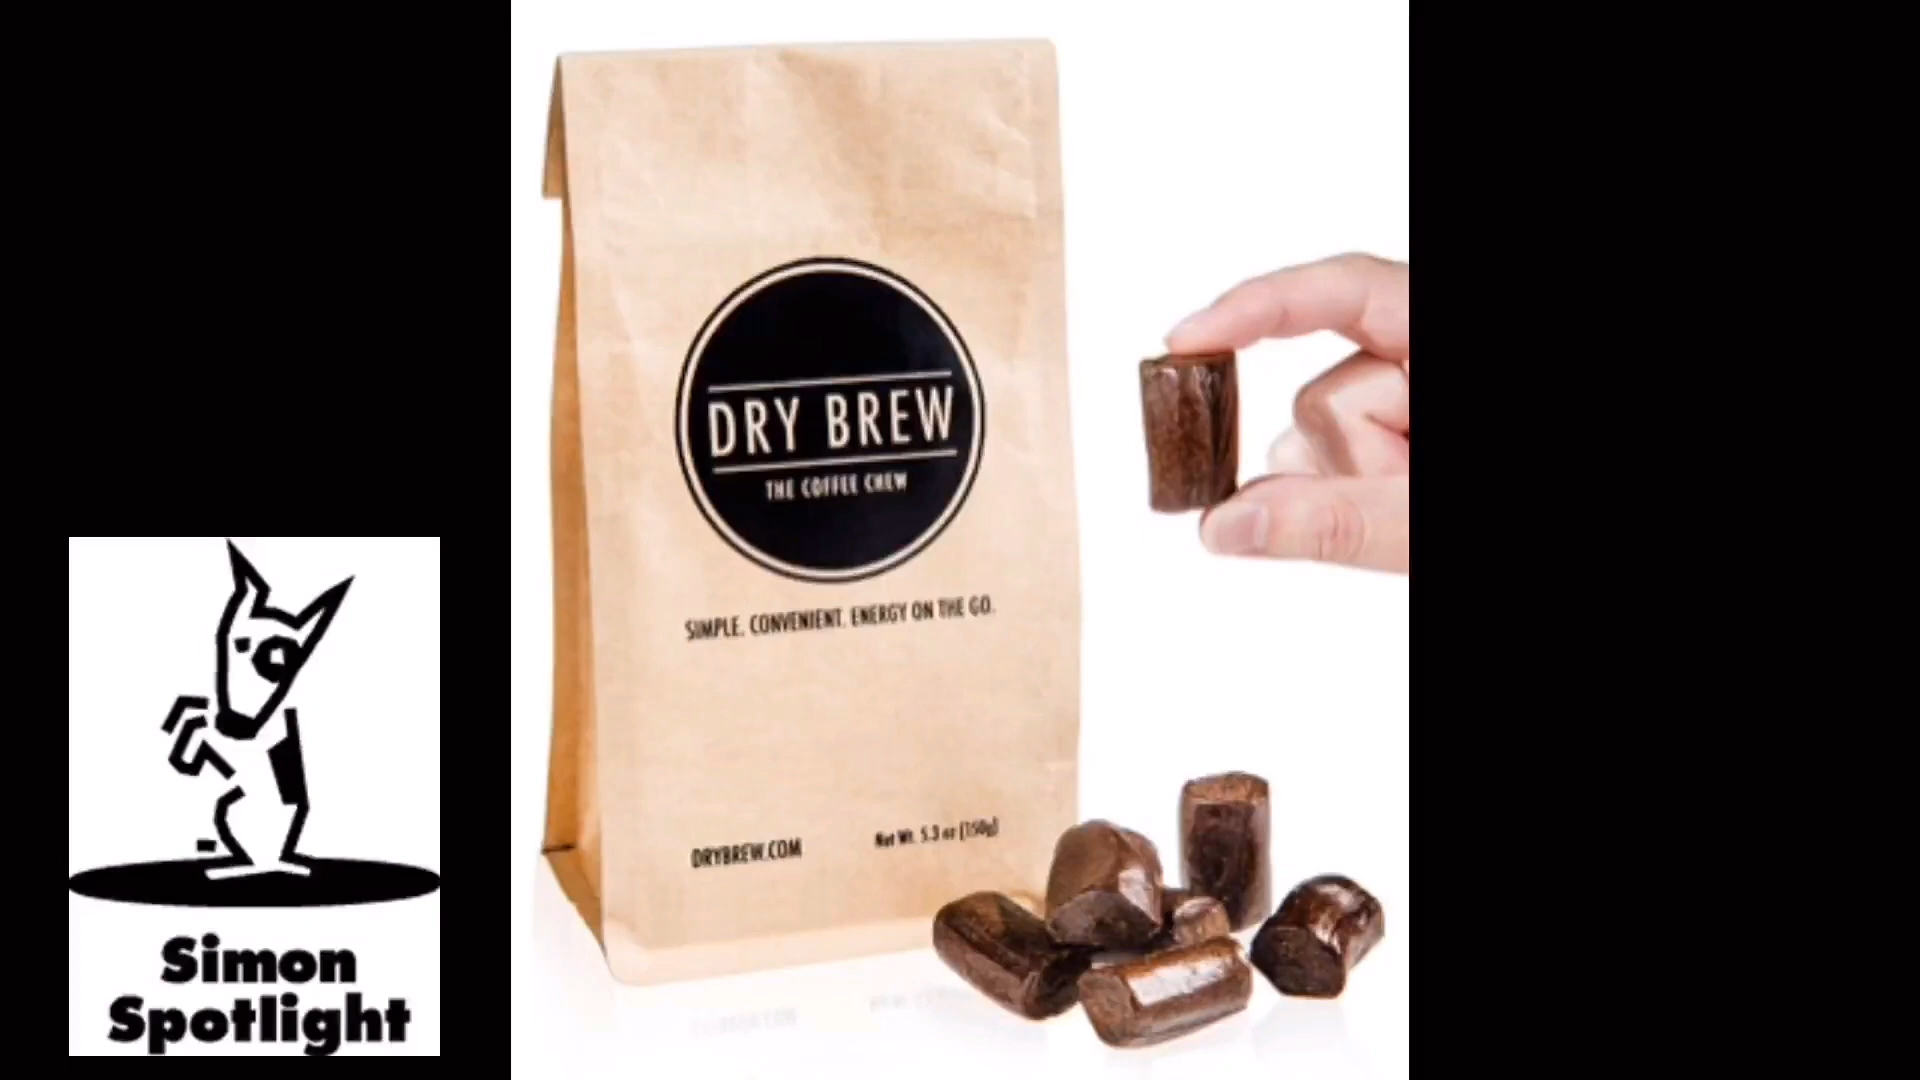 DRY BREW
THE COFFEE CHEW
SIMPLE. CONVENIENT. ENERGY ON THE GO.
DRYBREW.COM
Net Wt. 5.3 oz (150g)
Simon
Spotlight